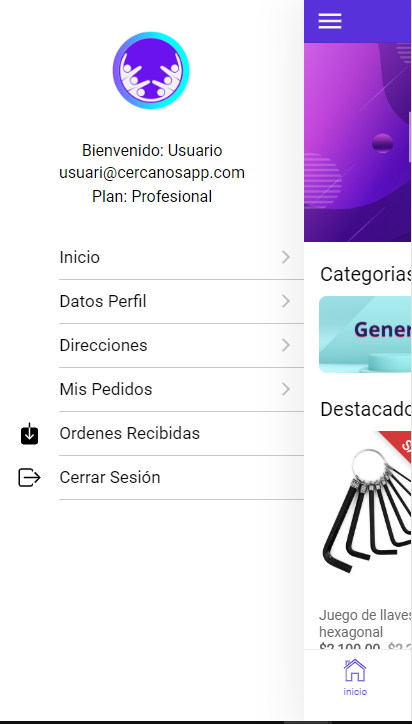 Bienvenido: Usuario
usuari@cercanosapp.com
Plan: Profesional
Inicio
Datos Perfil
Direcciones
Mis Pedidos
Ordenes Recibidas
Cerrar Sesión
Categorias
Gener
Destacado
Juego de llaves
hexagonal
$2,100.00
inicio